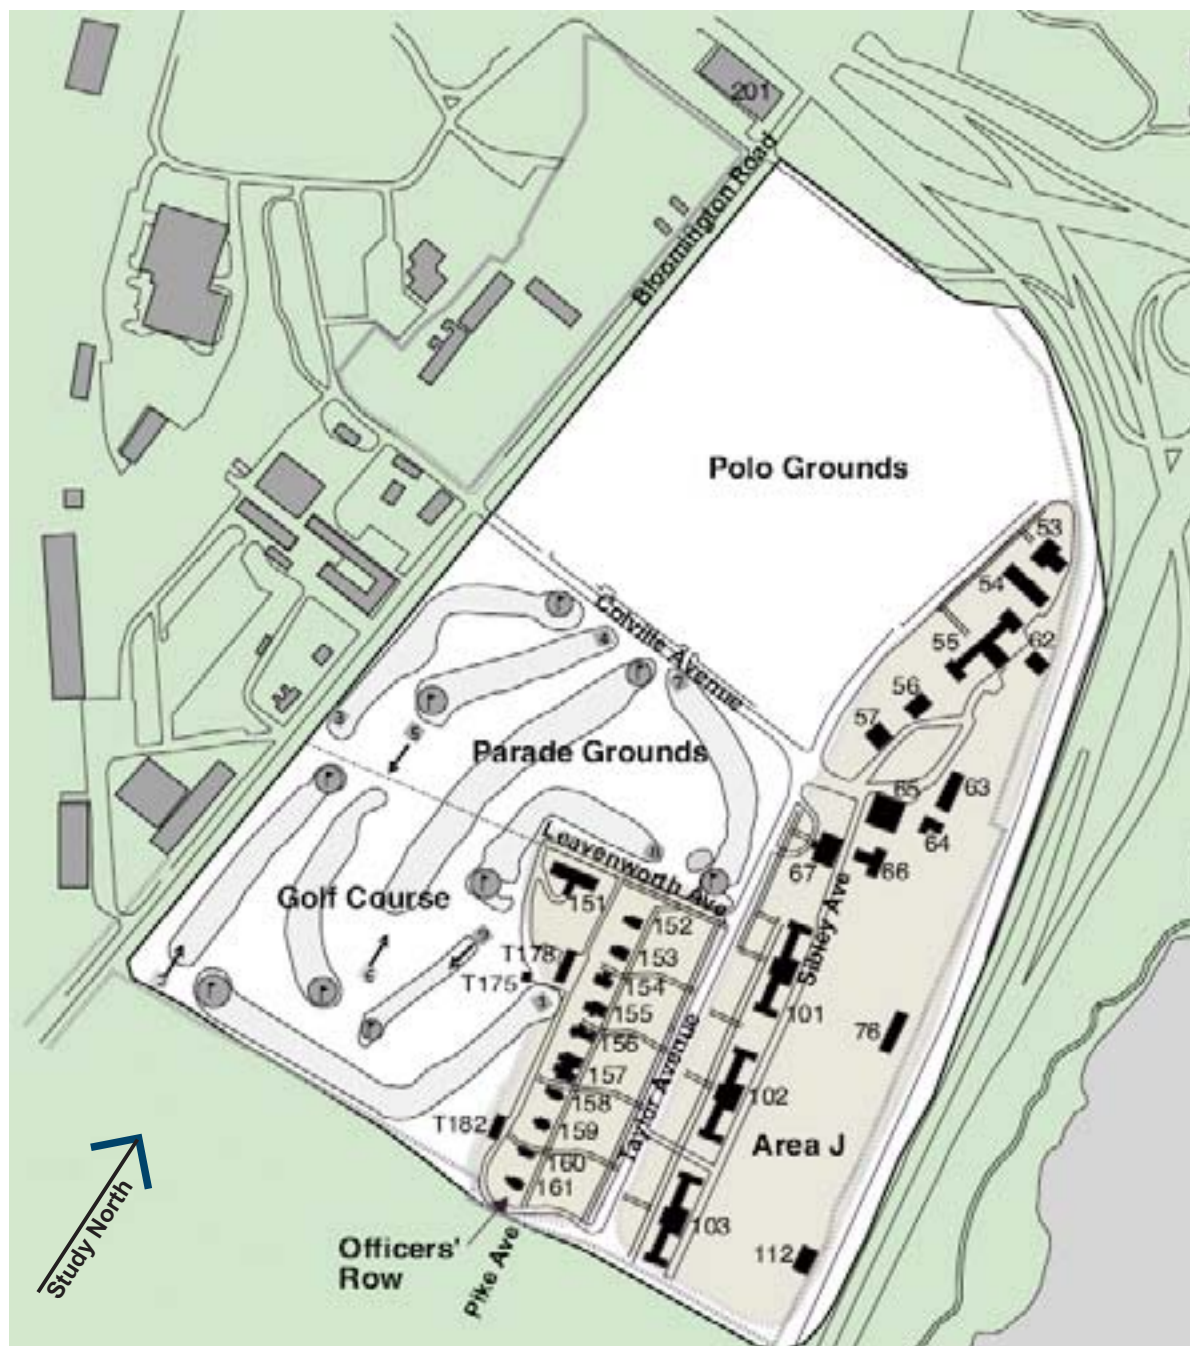 201
Bloomington Road
Polo Grounds
53
54
55
62
56
57
Colville Avenue
Parade Grounds
65
63
64
67
66
Sibley Ave
Leavenworth Ave
Golf Course
151
152
T178
153
T175
154
155
156
157
158
T182
159
160
161
101
76
Taylor Avenue
102
Area J
103
112
Officers'
Row
Pike Ave
Study North